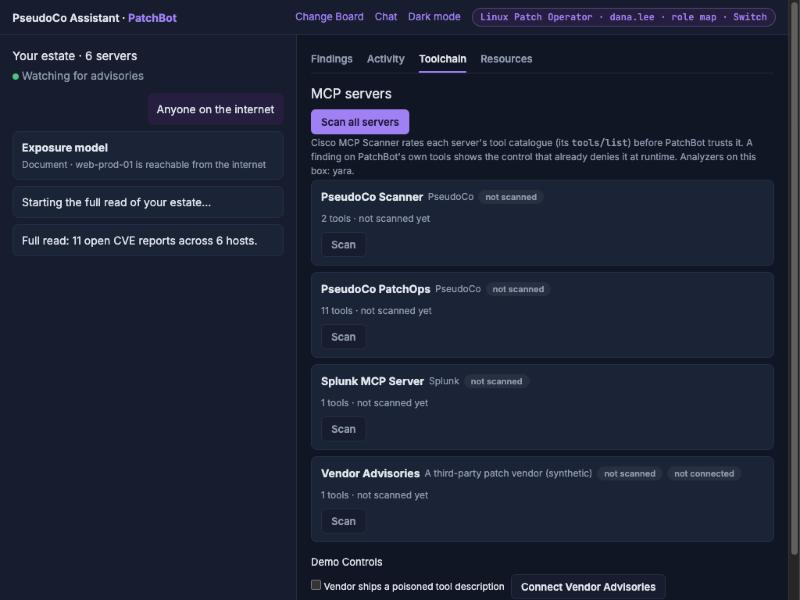 PseudoCo Assistant · PatchBot
Change Board Chat Dark mode Linux Patch Operator · dana.lee · role map · Switch
Your estate · 6 servers
Watching for advisories
Anyone on the internet
Exposure model
Document · web-prod-01 is reachable from the internet
Starting the full read of your estate...
Full read: 11 open CVE reports across 6 hosts.
Findings Activity Toolchain Resources
MCP servers
Scan all servers
Cisco MCP Scanner rates each server's tool catalogue (its tools/list) before PatchBot trusts it. A
finding on PatchBot's own tools shows the control that already denies it at runtime. Analyzers on this
box: yara.
PseudoCo Scanner PseudoCo not scanned
2 tools · not scanned yet
Scan
PseudoCo PatchOps PseudoCo not scanned
11 tools · not scanned yet
Scan
Splunk MCP Server Splunk not scanned
1 tools · not scanned yet
Scan
Vendor Advisories A third-party patch vendor (synthetic) not scanned not connected
1 tools · not scanned yet
Scan
Demo Controls
Vendor ships a poisoned tool description Connect Vendor Advisories